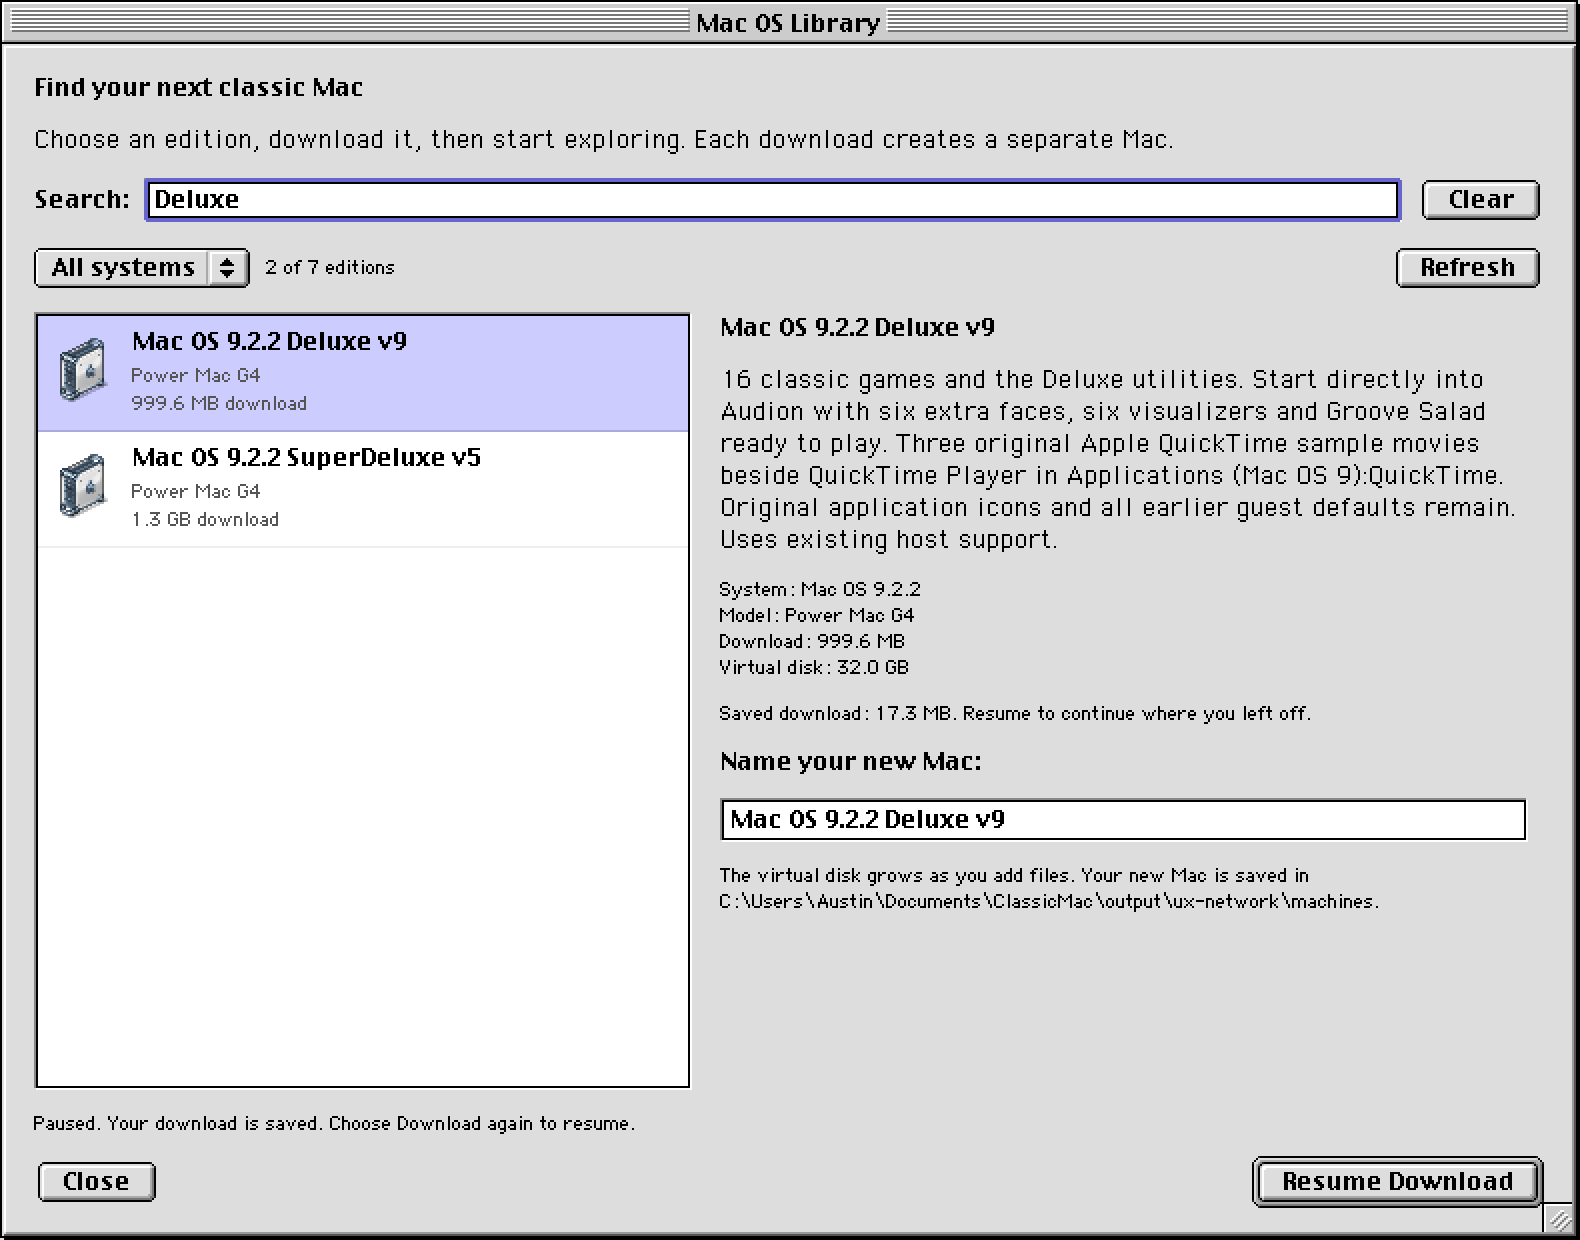 Mac OS Library
Find your next classic Mac
Choose an edition, download it, then start exploring. Each download creates a separate Mac.
Search: Deluxe Clear
All systems 2 of 7 editions Refresh
Mac OS 9.2.2 Deluxe v9
Power Mac G4
999.6 MB download
Mac OS 9.2.2 SuperDeluxe v5
Power Mac G4
1.3 GB download
Mac OS 9.2.2 Deluxe v9
16 classic games and the Deluxe utilities. Start directly into
Audion with six extra faces, six visualizers and Groove Salad
ready to play. Three original Apple QuickTime sample movies
beside QuickTime Player in Applications (Mac OS 9):QuickTime.
Original application icons and all earlier guest defaults remain.
Uses existing host support.
System: Mac OS 9.2.2
Model: Power Mac G4
Download: 999.6 MB
Virtual disk: 32.0 GB
Saved download: 17.3 MB. Resume to continue where you left off.
Name your new Mac:
Mac OS 9.2.2 Deluxe v9
The virtual disk grows as you add files. Your new Mac is saved in
C:\Users\Austin\Documents\ClassicMac\output\ux-network\machines.
Paused. Your download is saved. Choose Download again to resume.
Close Resume Download